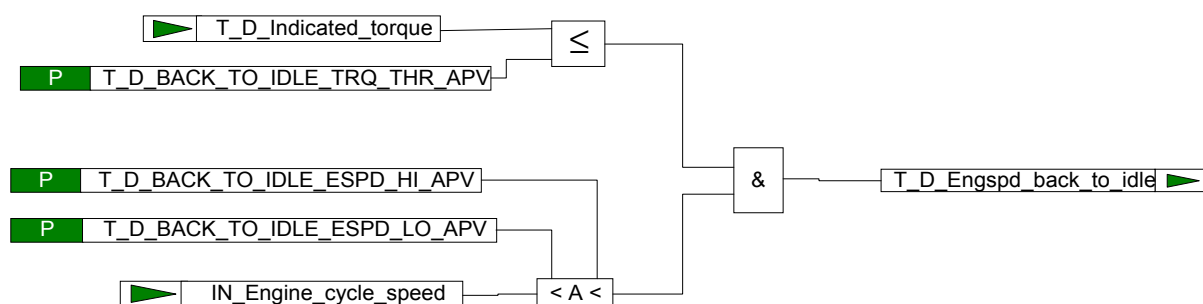 T_D_Indicated_torque
≤
P T_D_BACK_TO_IDLE_TRQ_THR_APV
P T_D_BACK_TO_IDLE_ESPD_HI_APV
& T_D_Engspd_back_to_idle
P T_D_BACK_TO_IDLE_ESPD_LO_APV
IN_Engine_cycle_speed < A <